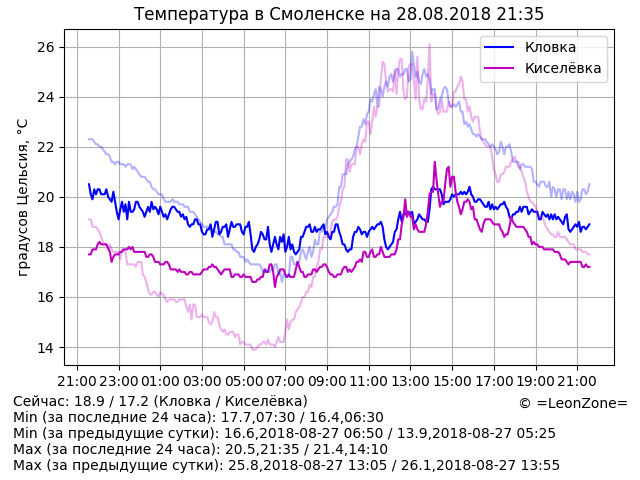 Температура в Смоленске на 28.08.2018 21:35
градусов Цельсия, °C
26
24
22
20
18
16
14
Кловка
Киселёвка
21:00 23:00 01:00 03:00 05:00 07:00 09:00 11:00 13:00 15:00 17:00 19:00 21:00
Сейчас: 18.9 / 17.2 (Кловка / Киселёвка)
© =LeonZone=
Min (за последние 24 часа): 17.7,07:30 / 16.4,06:30
Min (за предыдущие сутки): 16.6,2018-08-27 06:50 / 13.9,2018-08-27 05:25
Max (за последние 24 часа): 20.5,21:35 / 21.4,14:10
Max (за предыдущие сутки): 25.8,2018-08-27 13:05 / 26.1,2018-08-27 13:55